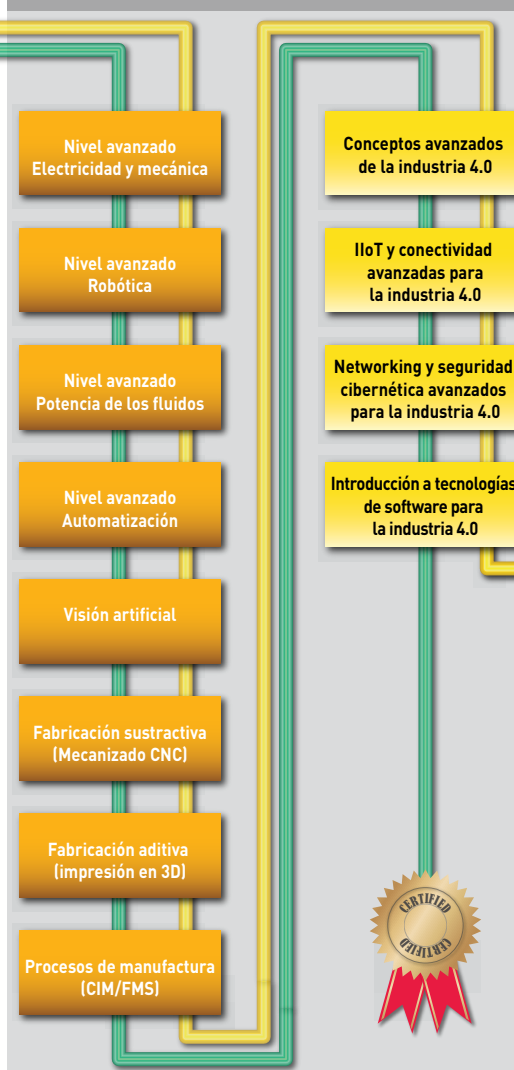 Nivel avanzado
Electricidad y mecánica
Nivel avanzado
Robótica
Nivel avanzado
Potencia de los fluidos
Nivel avanzado
Automatización
Visión artificial
Fabricación sustractiva
(Mecanizado CNC)
Fabricación aditiva
(impresión en 3D)
Procesos de manufactura
(CIM/FMS)
Conceptos avanzados
de la industria 4.0
IIoT y conectividad
avanzadas para
la industria 4.0
Networking y seguridad
cibernética avanzados
para la industria 4.0
Introducción a tecnologías
de software para
la industria 4.0
CERTIFIED
CERTIFIED